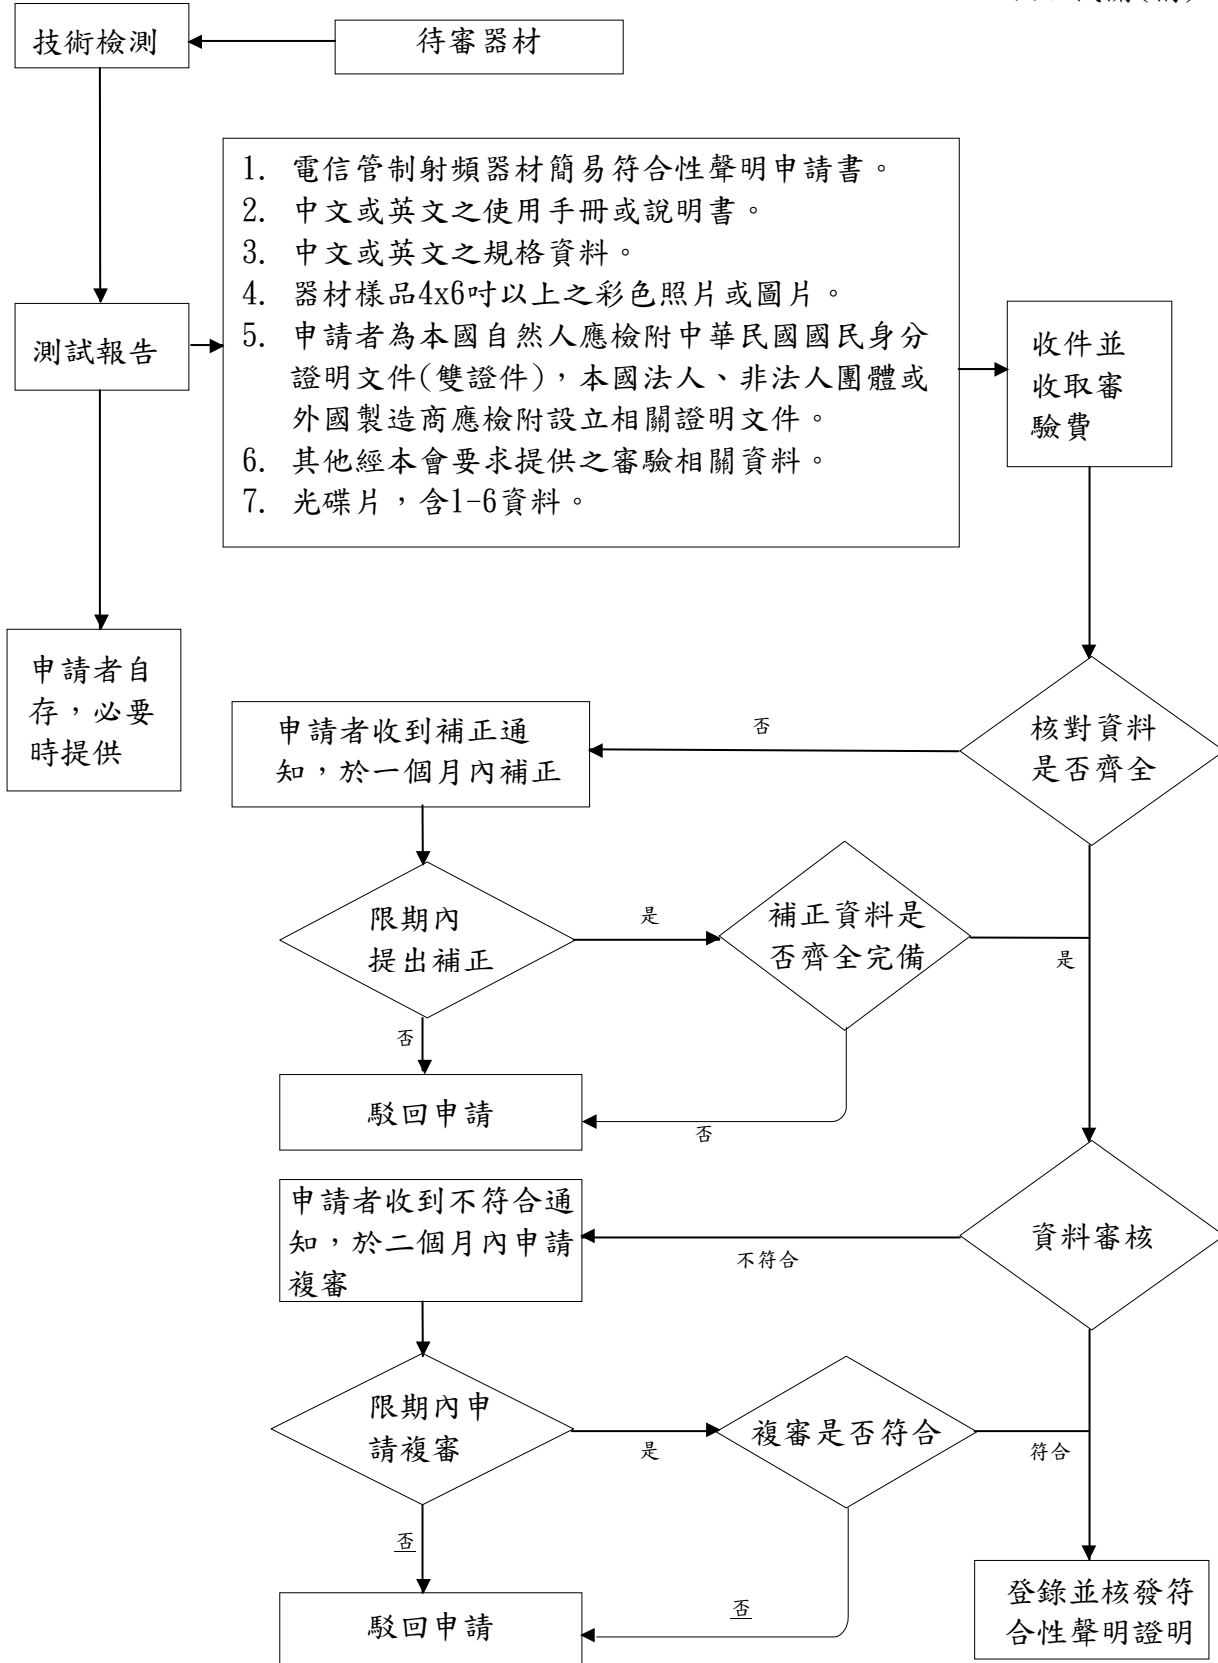 技術檢測
待審器材
1. 電信管制射頻器材簡易符合性聲明申請書。
2. 中文或英文之使用手冊或說明書。
3. 中文或英文之規格資料。
4. 器材樣品4x6吋以上之彩色照片或圖片。
5. 申請者為本國自然人應檢附中華民國國民身分
證明文件(雙證件)，本國法人、非法人團體或
外國製造商應檢附設立相關證明文件。
6. 其他經本會要求提供之審驗相關資料。
7. 光碟片，含1-6資料。
測試報告
收件並
收取審
驗費
申請者自
存，必要
時提供
申請者收到補正通
知，於一個月內補正
否
核對資料
是否齊全
限期內
提出補正
是
補正資料是
否齊全完備
是
否
駁回申請
否
申請者收到不符合通
知，於二個月內申請
複審
不符合
資料審核
限期內申
請複審
是
複審是否符合
符合
否
駁回申請
否
登錄並核發符
合性聲明證明